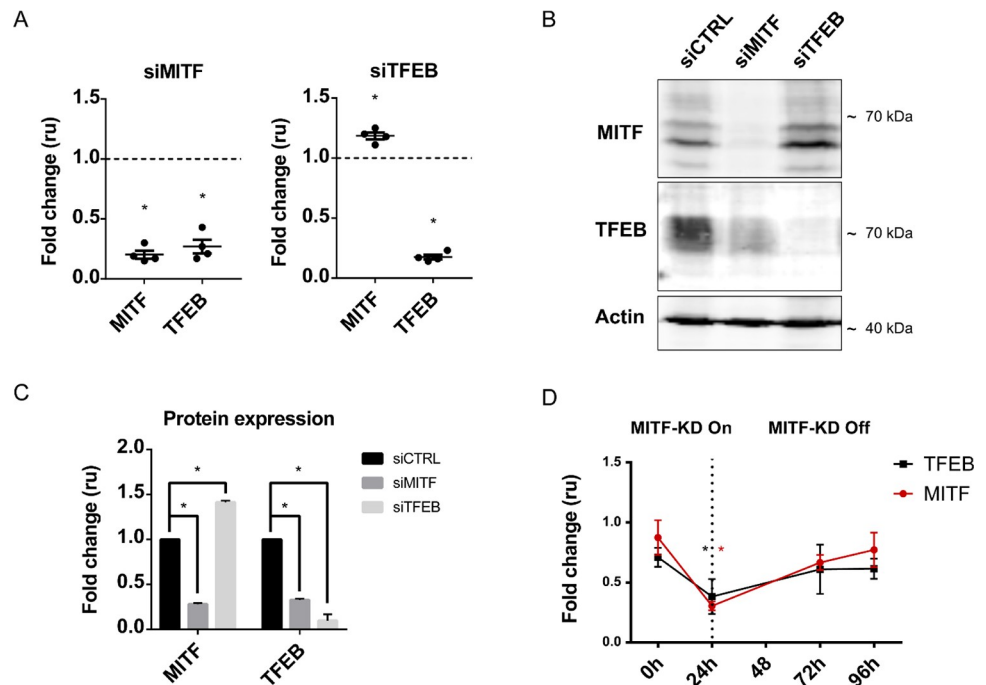 A
siMITF
Fold change (ru)
1.5
1.0
0.5
0.0
*
*
MITF
TFEB
siTFEB
Fold change (ru)
1.5
1.0
0.5
0.0
*
*
MITF
TFEB
B
siCTRL
siMITF
siTFEB
MITF
~ 70 kDa
TFEB
~ 70 kDa
Actin
~ 40 kDa
C
Protein expression
Fold change (ru)
2.0
1.5
1.0
0.5
0.0
*
*
*
*
MITF
TFEB
siCTRL
siMITF
siTFEB
D
MITF-KD On
MITF-KD Off
Fold change (ru)
1.5
1.0
0.5
0.0
* *
0h
24h
48
72h
96h
TFEB
MITF